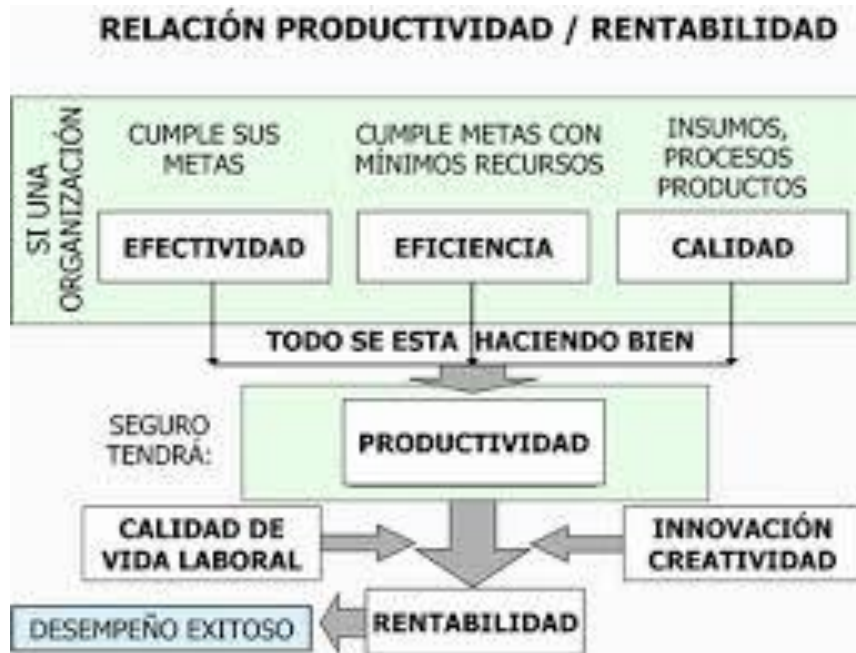 RELACIÓN PRODUCTIVIDAD / RENTABILIDAD
SI UNA
ORGANIZACIÓN
CUMPLE SUS
METAS
EFECTIVIDAD
CUMPLE METAS CON
MÍNIMOS RECURSOS
EFICIENCIA
INSUMOS,
PROCESOS
PRODUCTOS
CALIDAD
TODO SE ESTA HACIENDO BIEN
SEGURO
TENDRÁ:
PRODUCTIVIDAD
CALIDAD DE
VIDA LABORAL
INNOVACIÓN
CREATIVIDAD
RENTABILIDAD
DESEMPEÑO EXITOSO